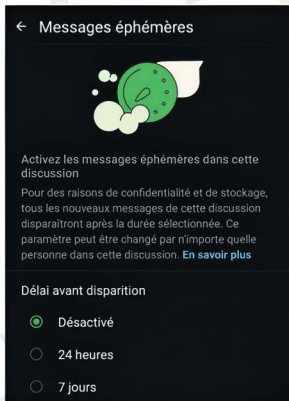 ← Messages éphémères
Activez les messages éphémères dans cette
discussion
Pour des raisons de confidentialité et de stockage,
tous les nouveaux messages de cette discussion
disparaîtront après la durée sélectionnée. Ce
paramètre peut être changé par n'importe quelle
personne dans cette discussion. En savoir plus
Délai avant disparition
Désactivé
24 heures
7 jours